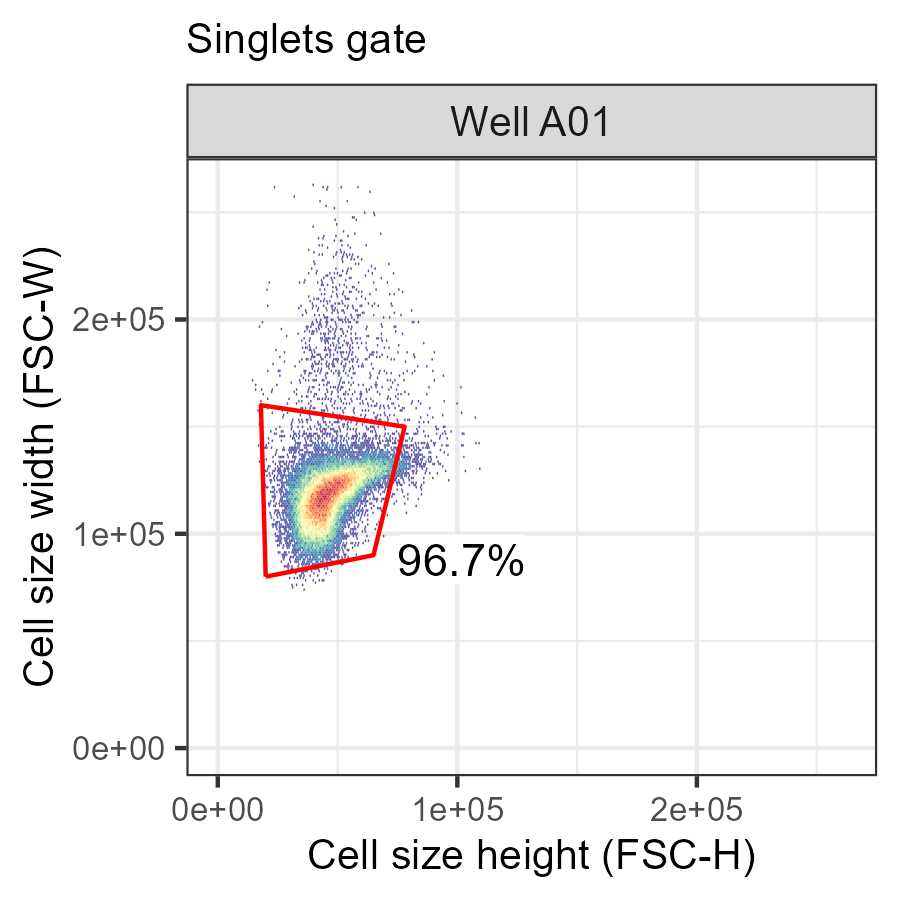 Singlets gate
Well A01
Cell size width (FSC-W)
2e+05
1e+05
0e+00
96.7%
0e+00 1e+05 2e+05
Cell size height (FSC-H)